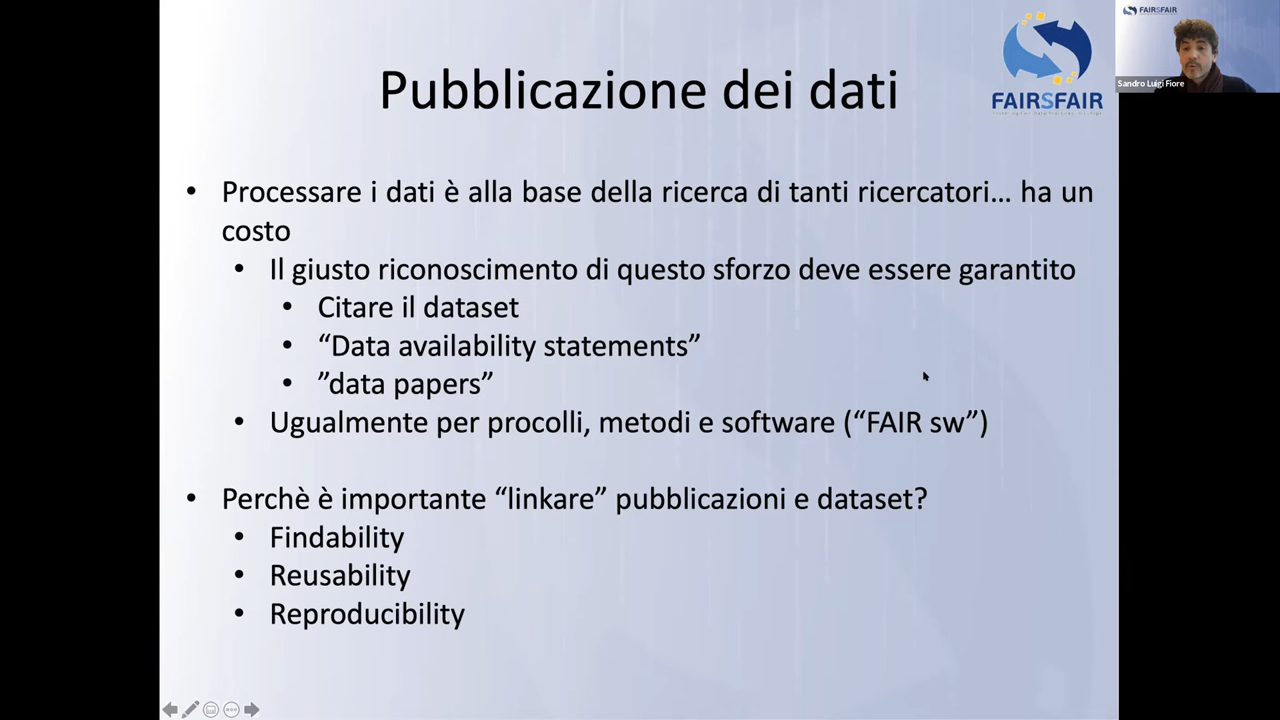 Pubblicazione dei dati
FAIRSFAIR
FAIRSFAIR
Sandro Luigi Fiore
• Processare i dati è alla base della ricerca di tanti ricercatori... ha un
costo
• Il giusto riconoscimento di questo sforzo deve essere garantito
• Citare il dataset
• “Data availability statements”
• ”data papers”
• Ugualmente per procolli, metodi e software (“FAIR sw”)
• Perchè è importante “linkare” pubblicazioni e dataset?
• Findability
• Reusability
• Reproducibility